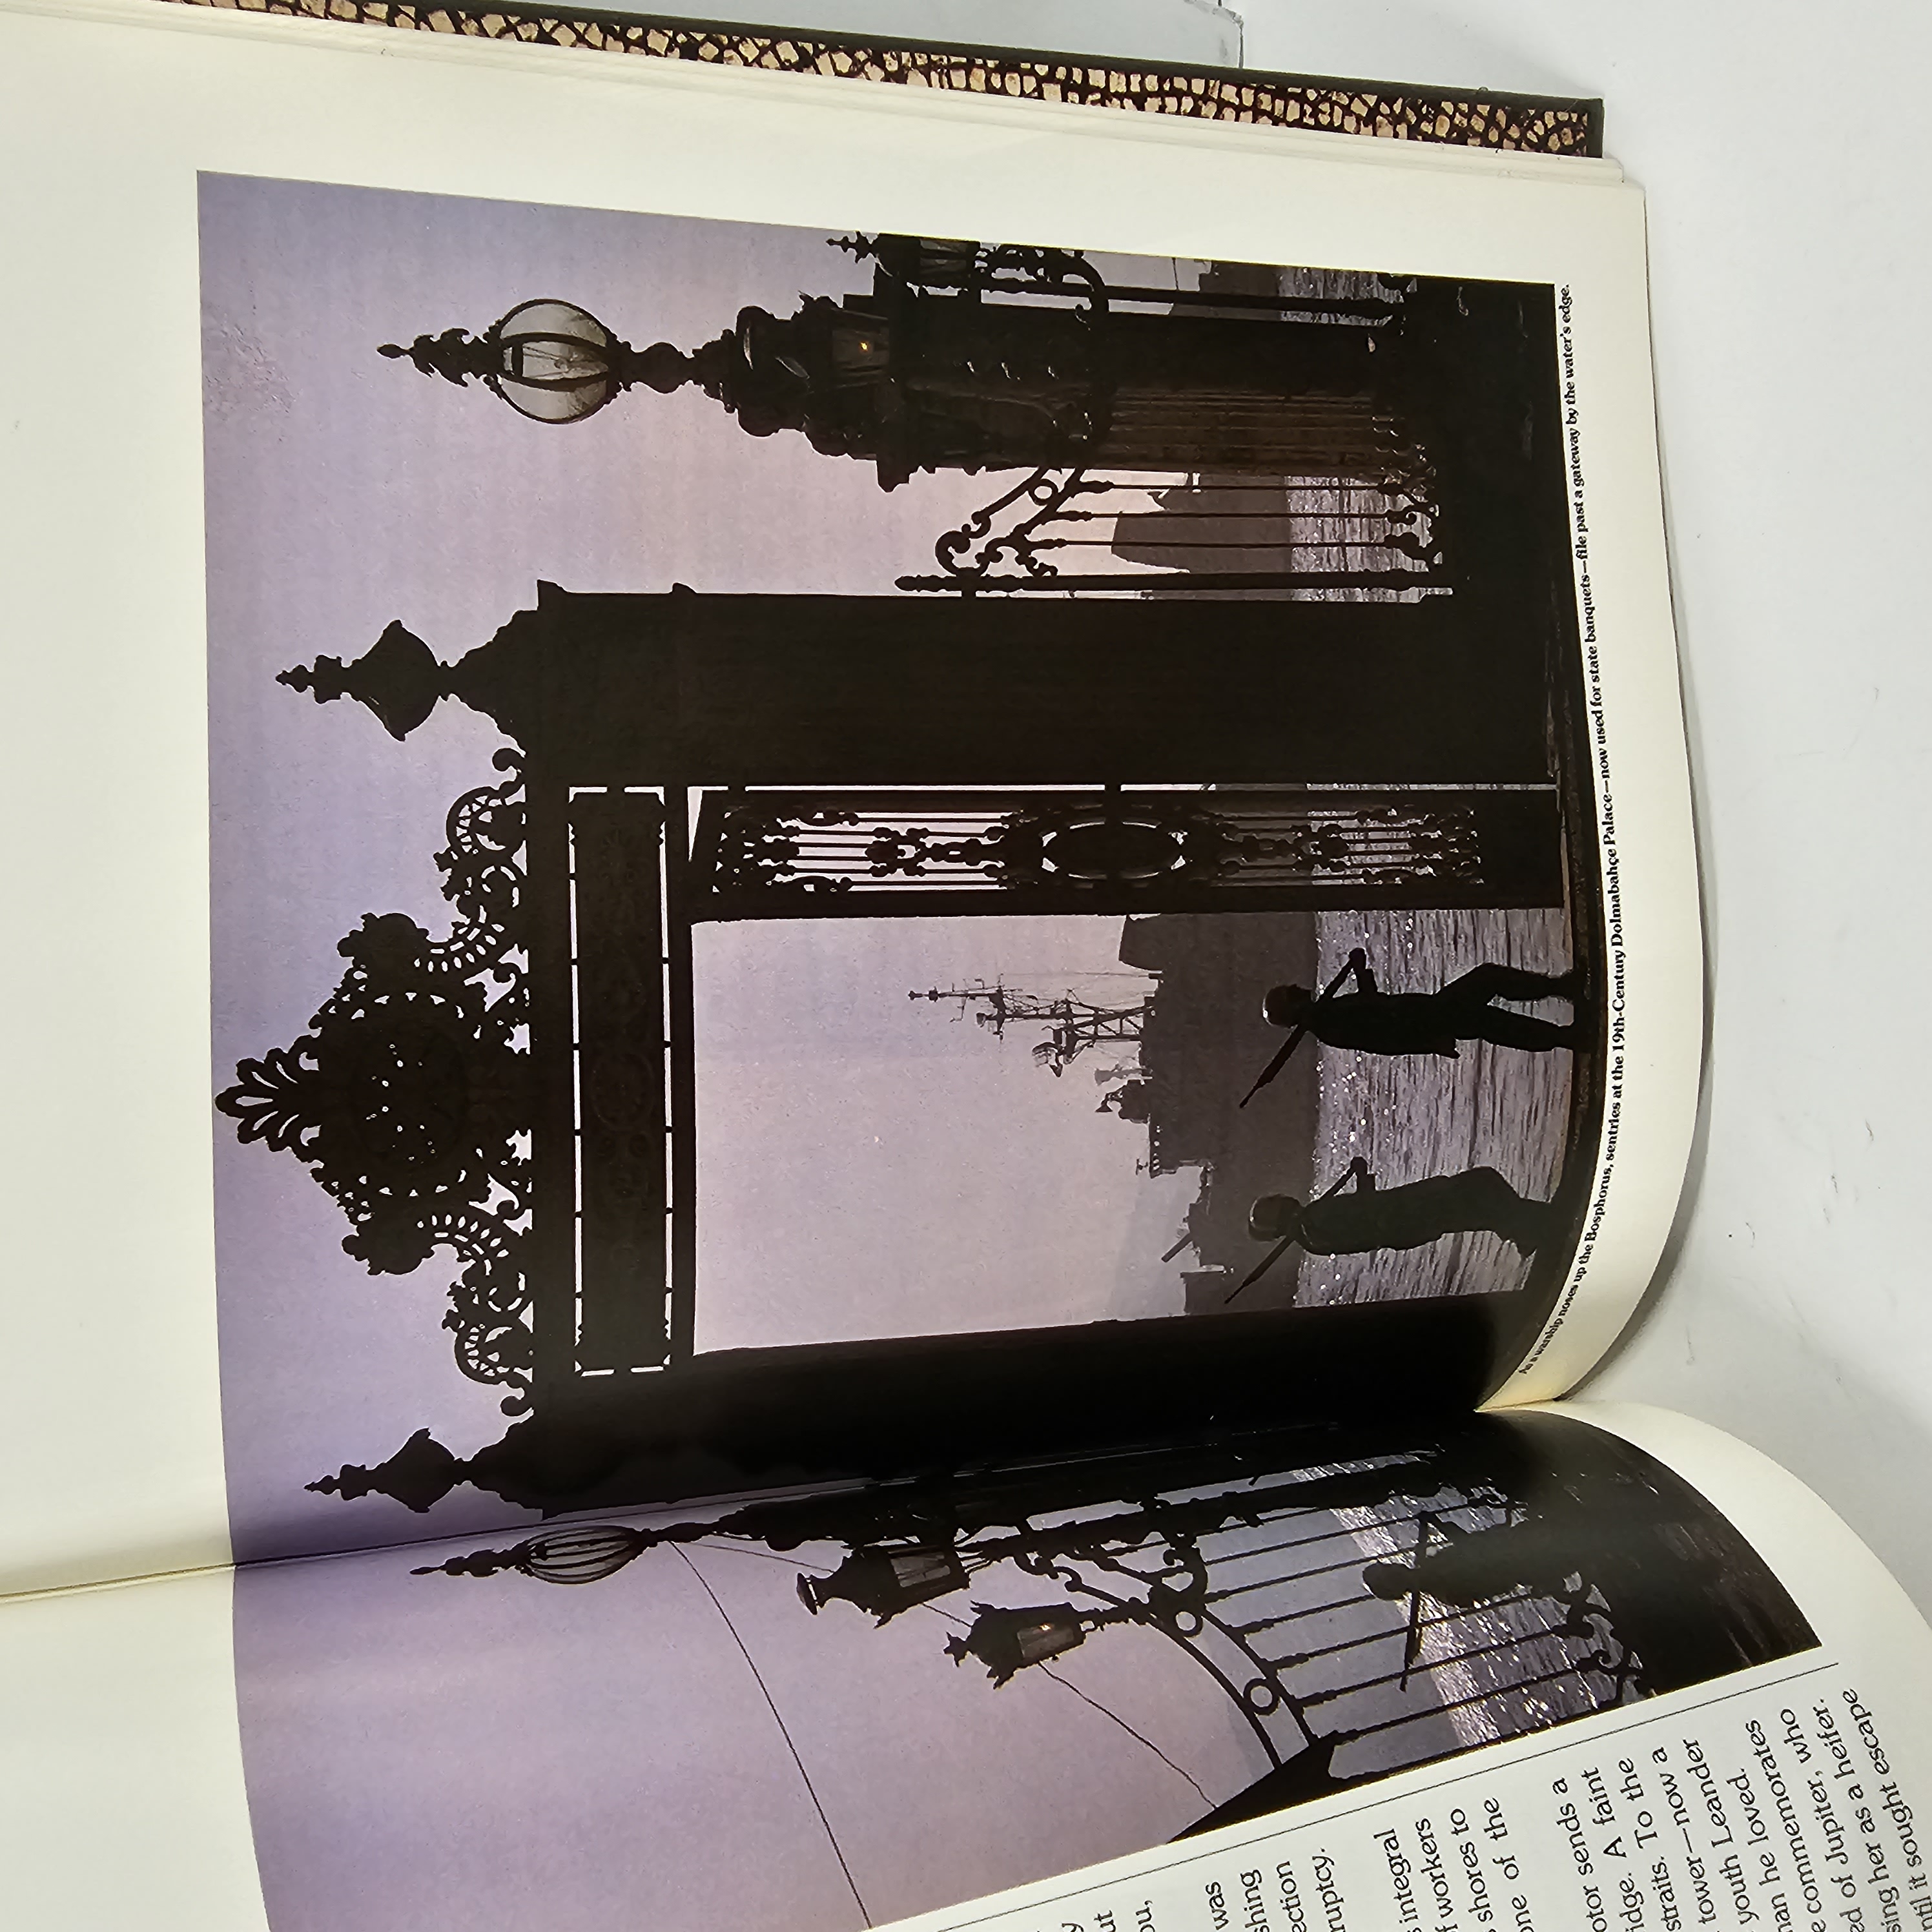 y
ut
ou,
was
shing
ection
ruptcy.
s integral
f workers
s shores to
one of the
otor sends a
idge. A faint
straits. To the
tower—now a
youth Leander
man he loved.
e commemorates
ed of Jupiter, who
sing her as a heifer.
ntil it sought escape
As a warship noses up the Bosphorus, sentries at the 19th-Century Dolmabahçe Palace—now used for state banquets—file past a gateway by the water's edge.